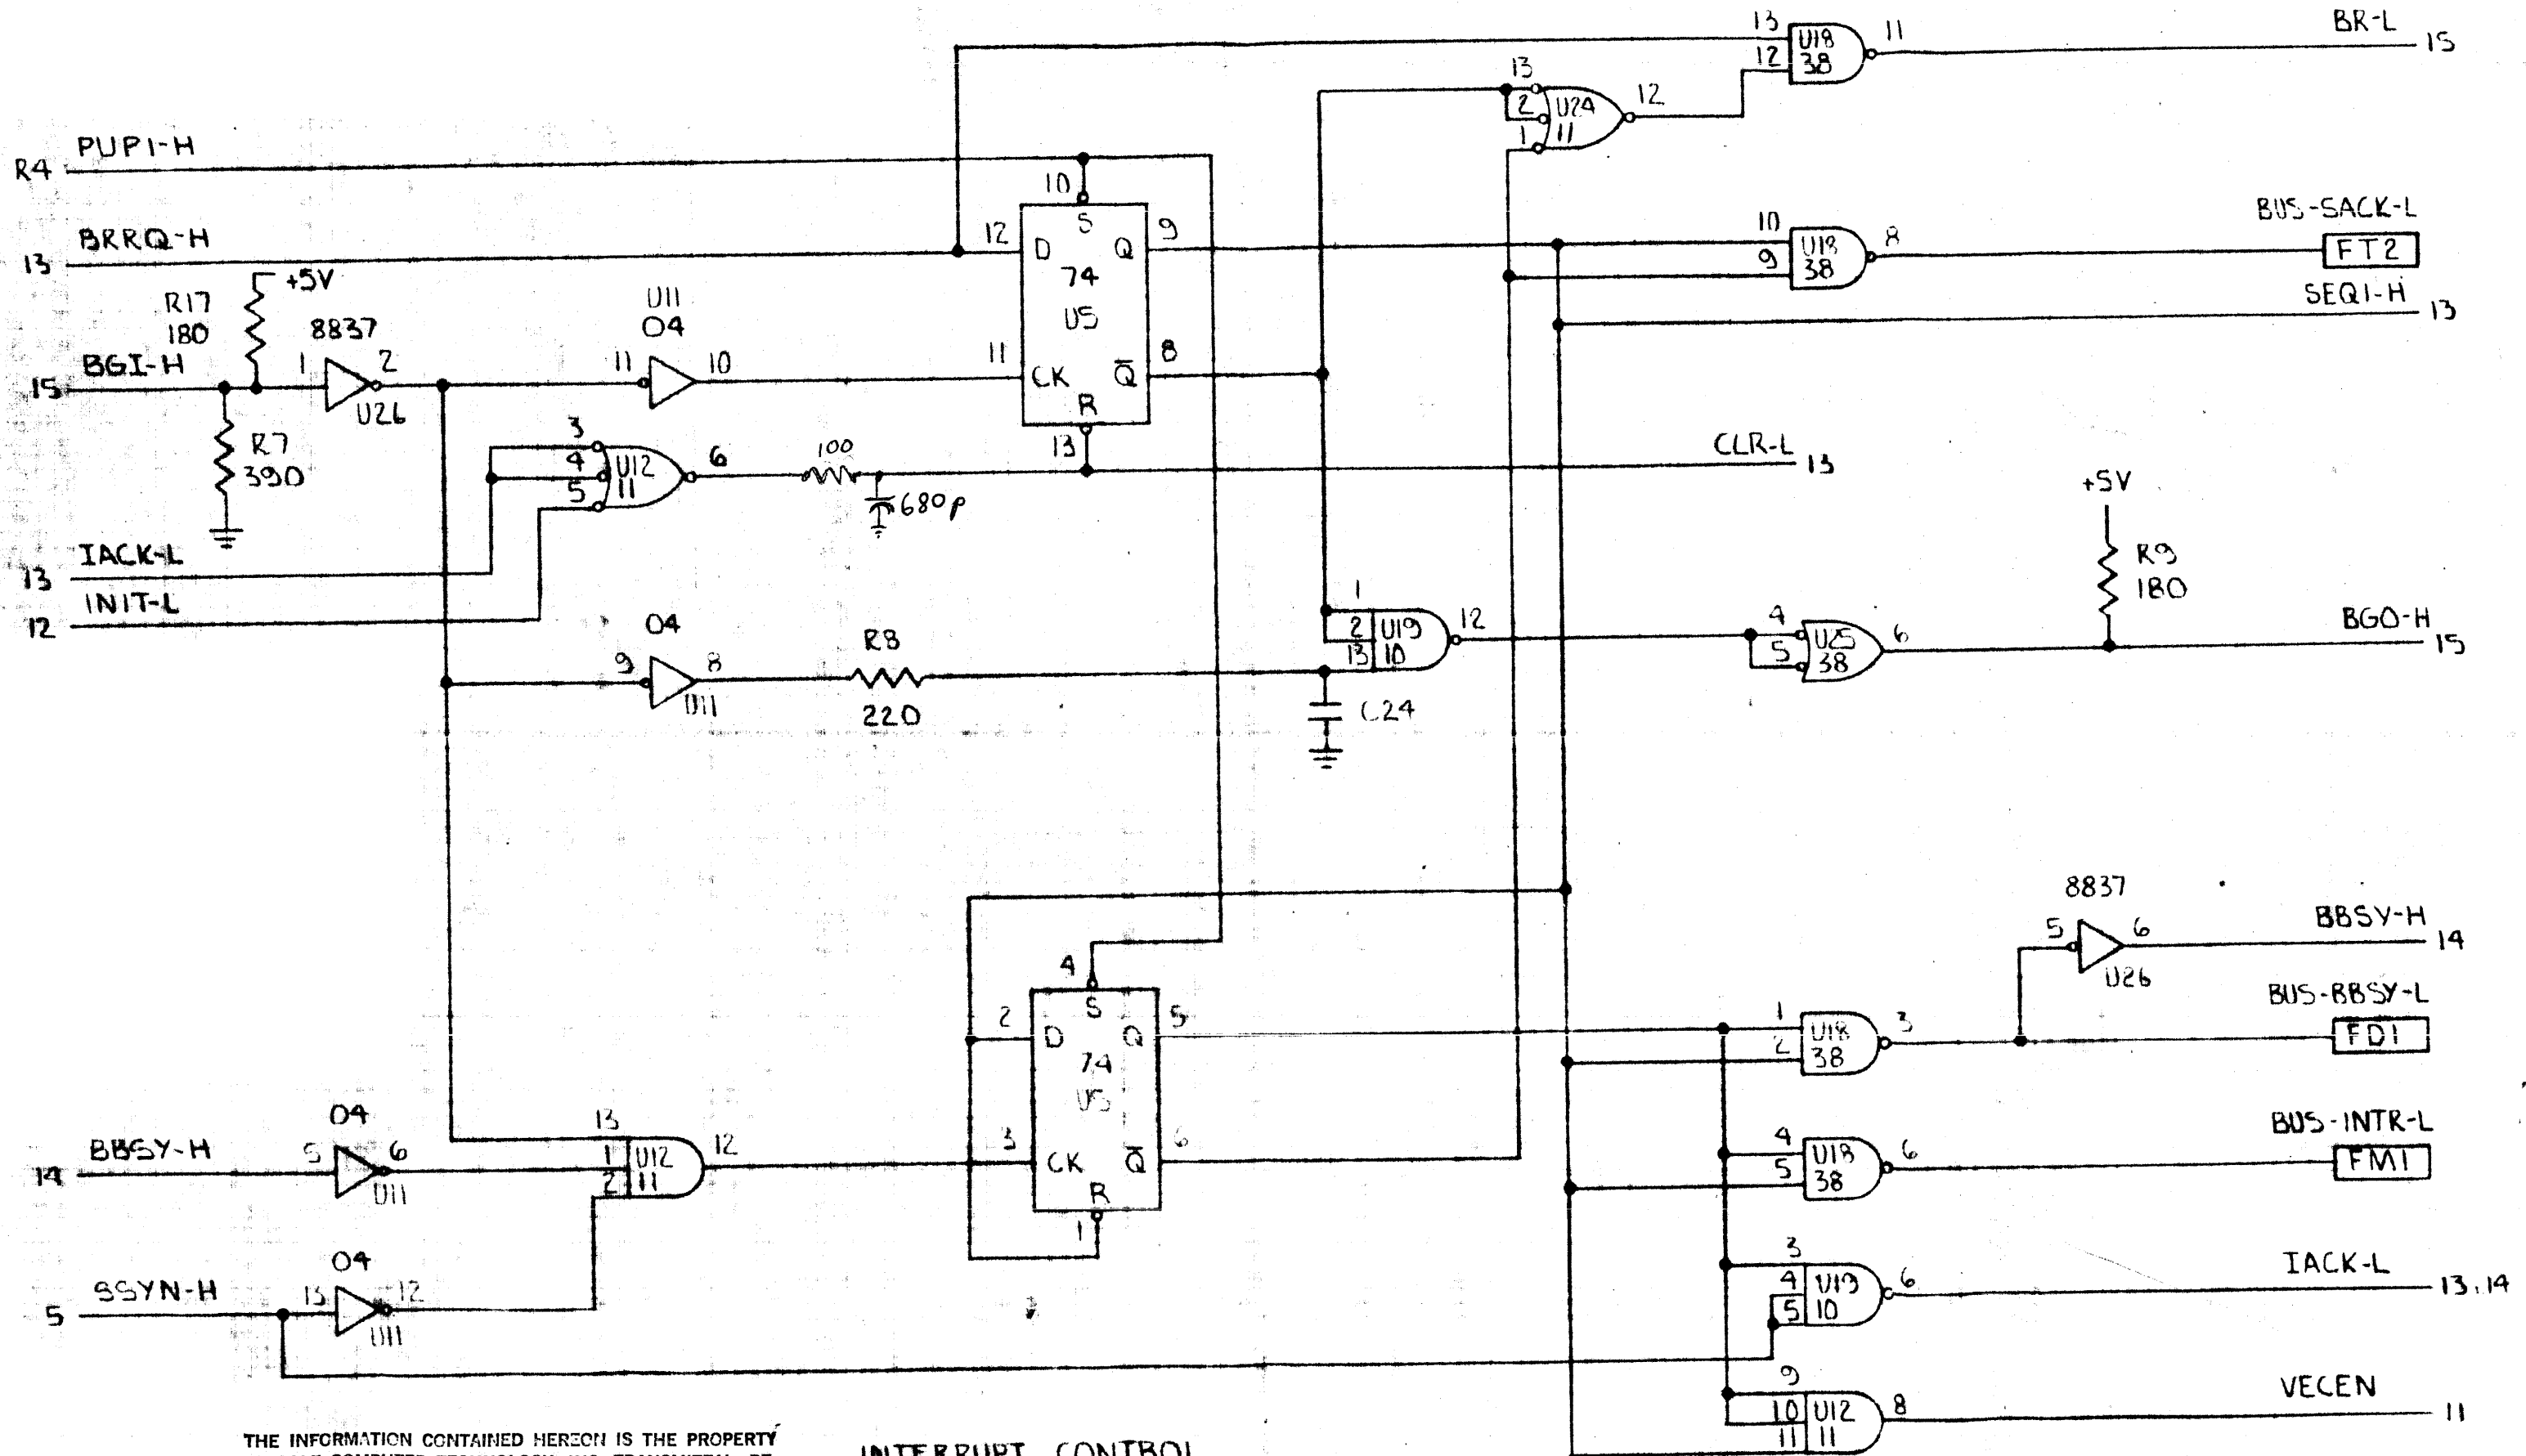 BR-L
15
13
12
U18
38
11
13
2
1
U24
11
12
PUP1-H
R4
10
S
BRRQ-H
13
12
D
Q
9
74
U5
11
CK
Q̅
8
R
13
10
9
U18
38
8
BUS-SACK-L
FT2
SEQ1-H
13
+5V
R17
180
8837
BGI-H
15
1
2
U26
U11
04
11
10
R7
390
3
4
5
U12
11
6
100
680p
CLR-L
13
IACK-L
13
INIT-L
12
04
9
8
U11
R8
220
C24
1
2
13
U19
10
12
4
5
U25
38
6
+5V
R9
180
BGO-H
15
8837
5
6
U26
BBSY-H
14
4
S
2
D
Q
5
74
U5
3
CK
Q̅
6
R
1
1
2
U18
38
3
BUS-BBSY-L
FD1
04
BBSY-H
14
5
6
U11
13
1
2
U12
11
12
4
5
U18
38
6
BUS-INTR-L
FM1
04
SSYN-H
5
13
12
U11
3
4
5
U19
10
6
IACK-L
13,14
9
10
11
U12
11
8
VECEN
11
THE INFORMATION CONTAINED HEREON IS THE PROPERTY
INTERRUPT CONTROL